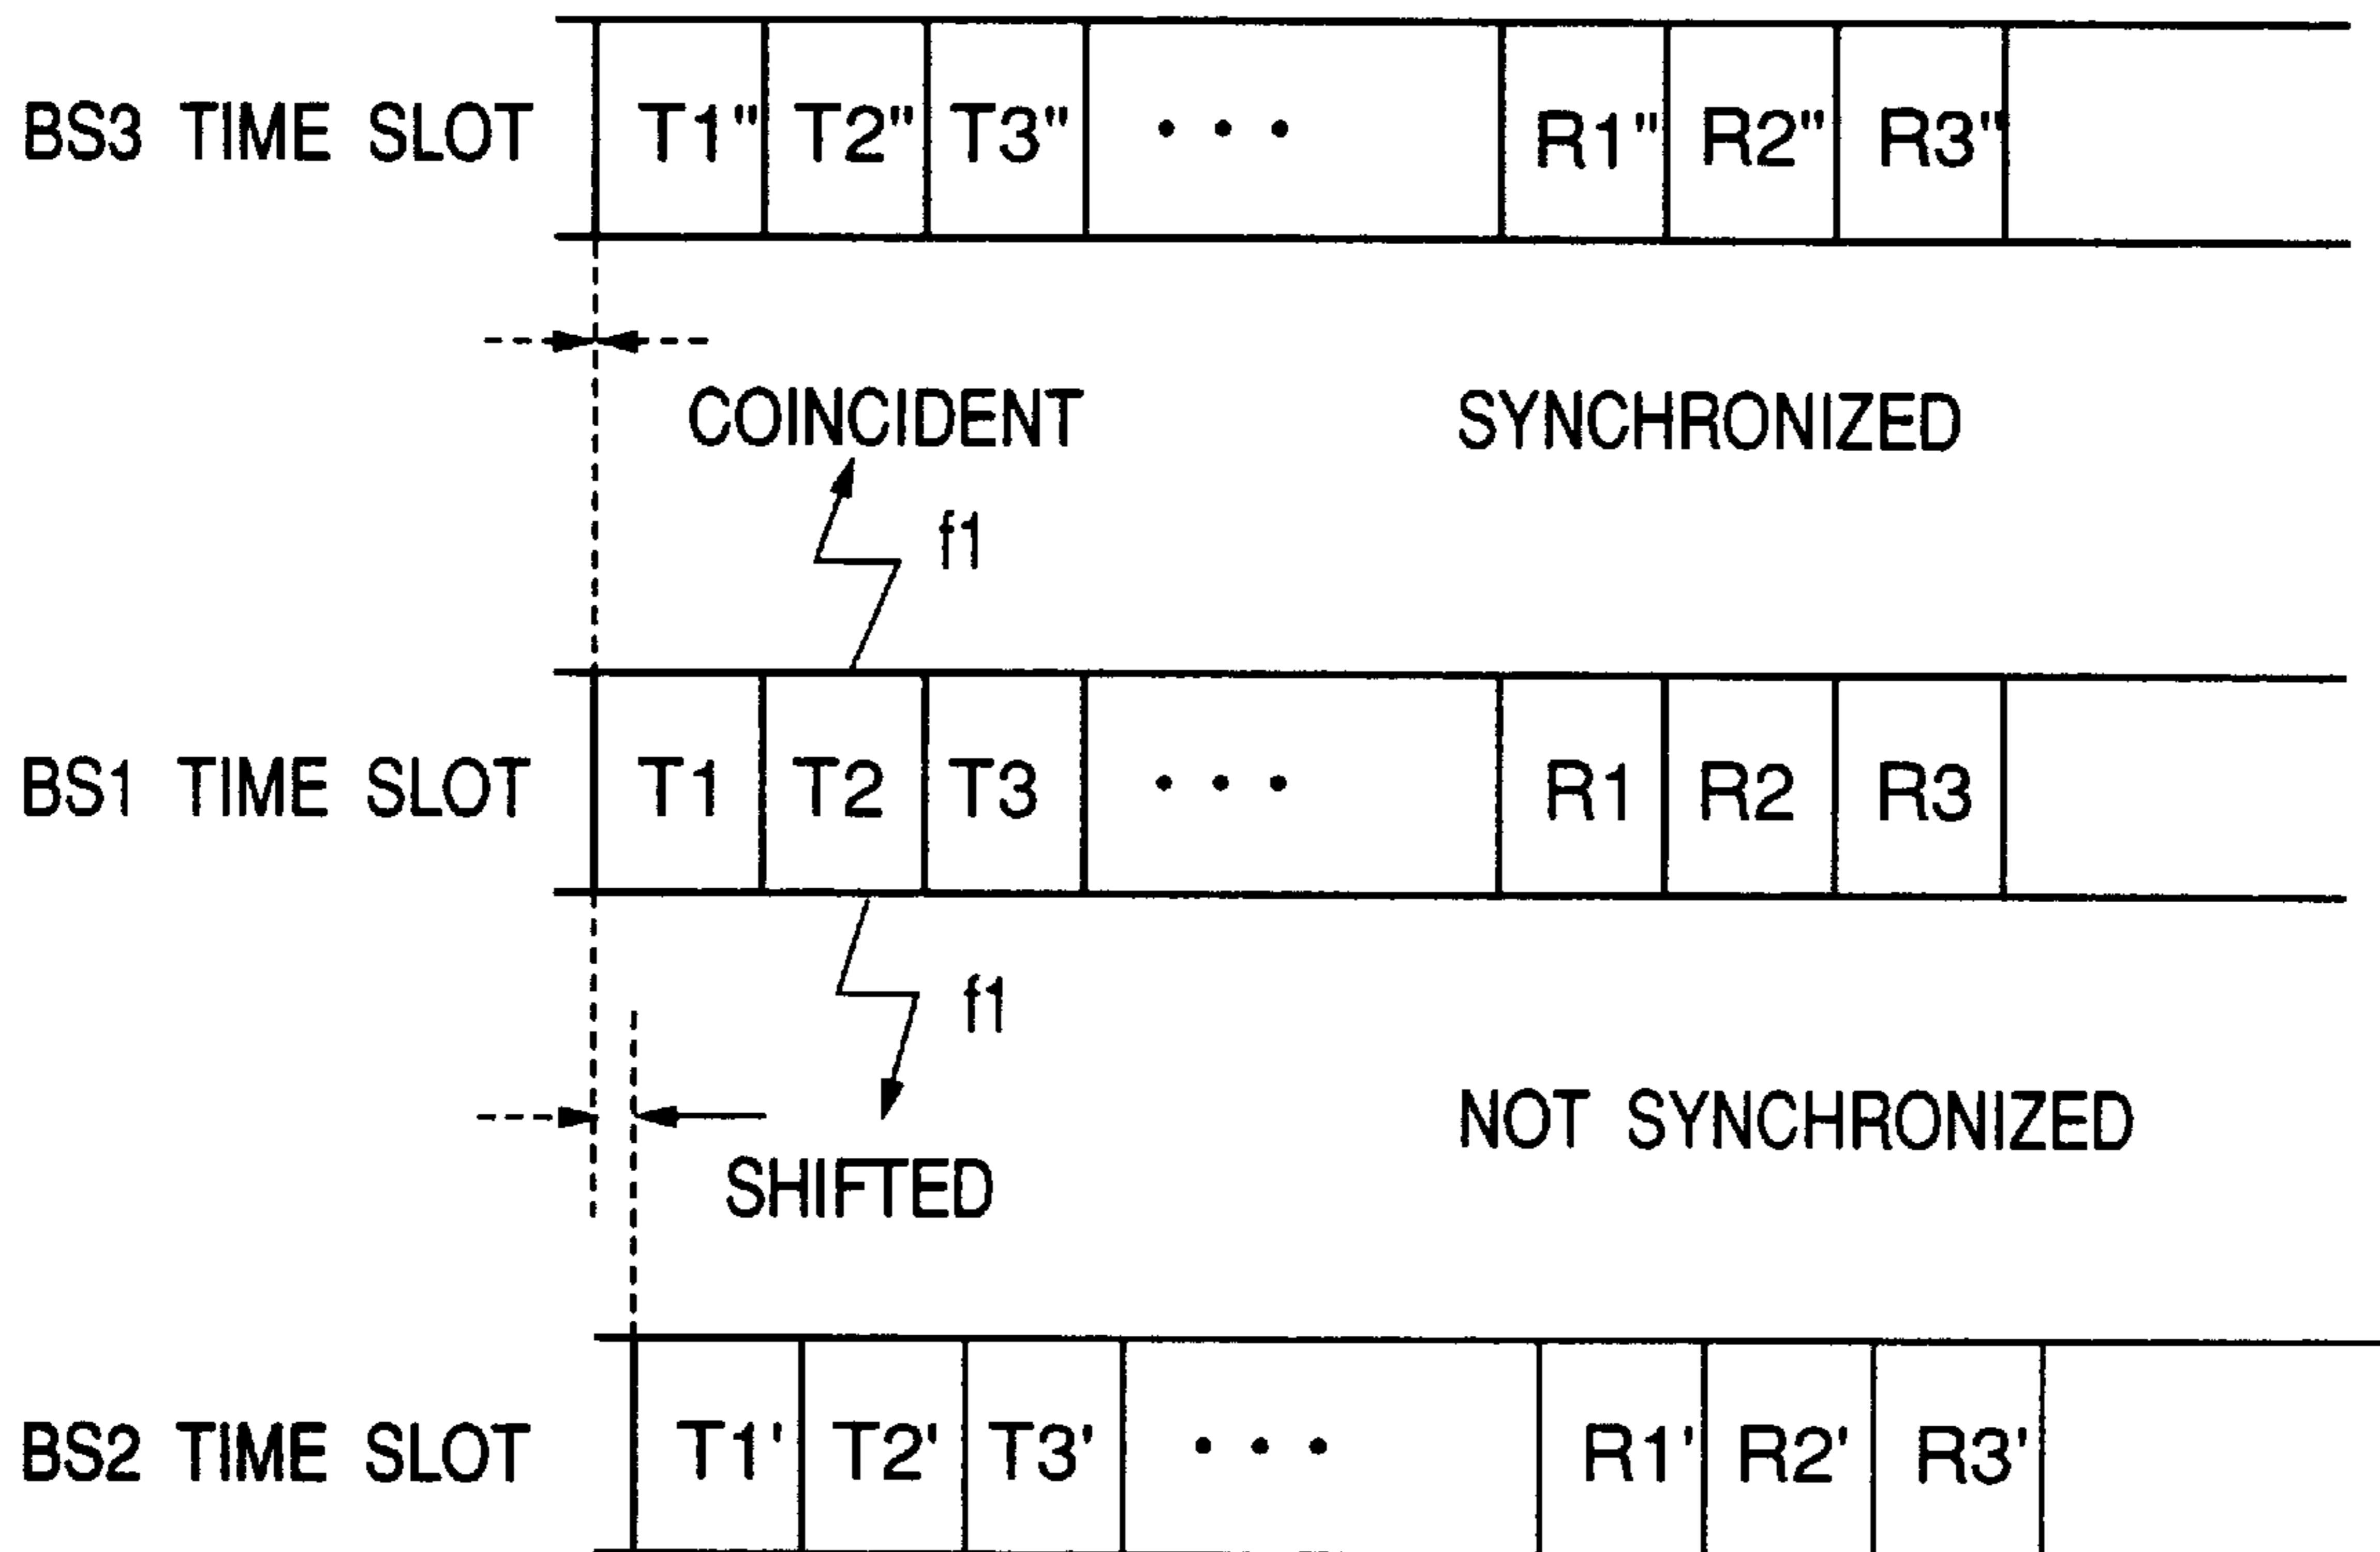 BS3 TIME SLOT T1" T2" T3" • • • R1" R2" R3"
COINCIDENT SYNCHRONIZED
f1
BS1 TIME SLOT T1 T2 T3 • • • R1 R2 R3
f1
NOT SYNCHRONIZED
SHIFTED
BS2 TIME SLOT T1' T2' T3' • • • R1' R2' R3'